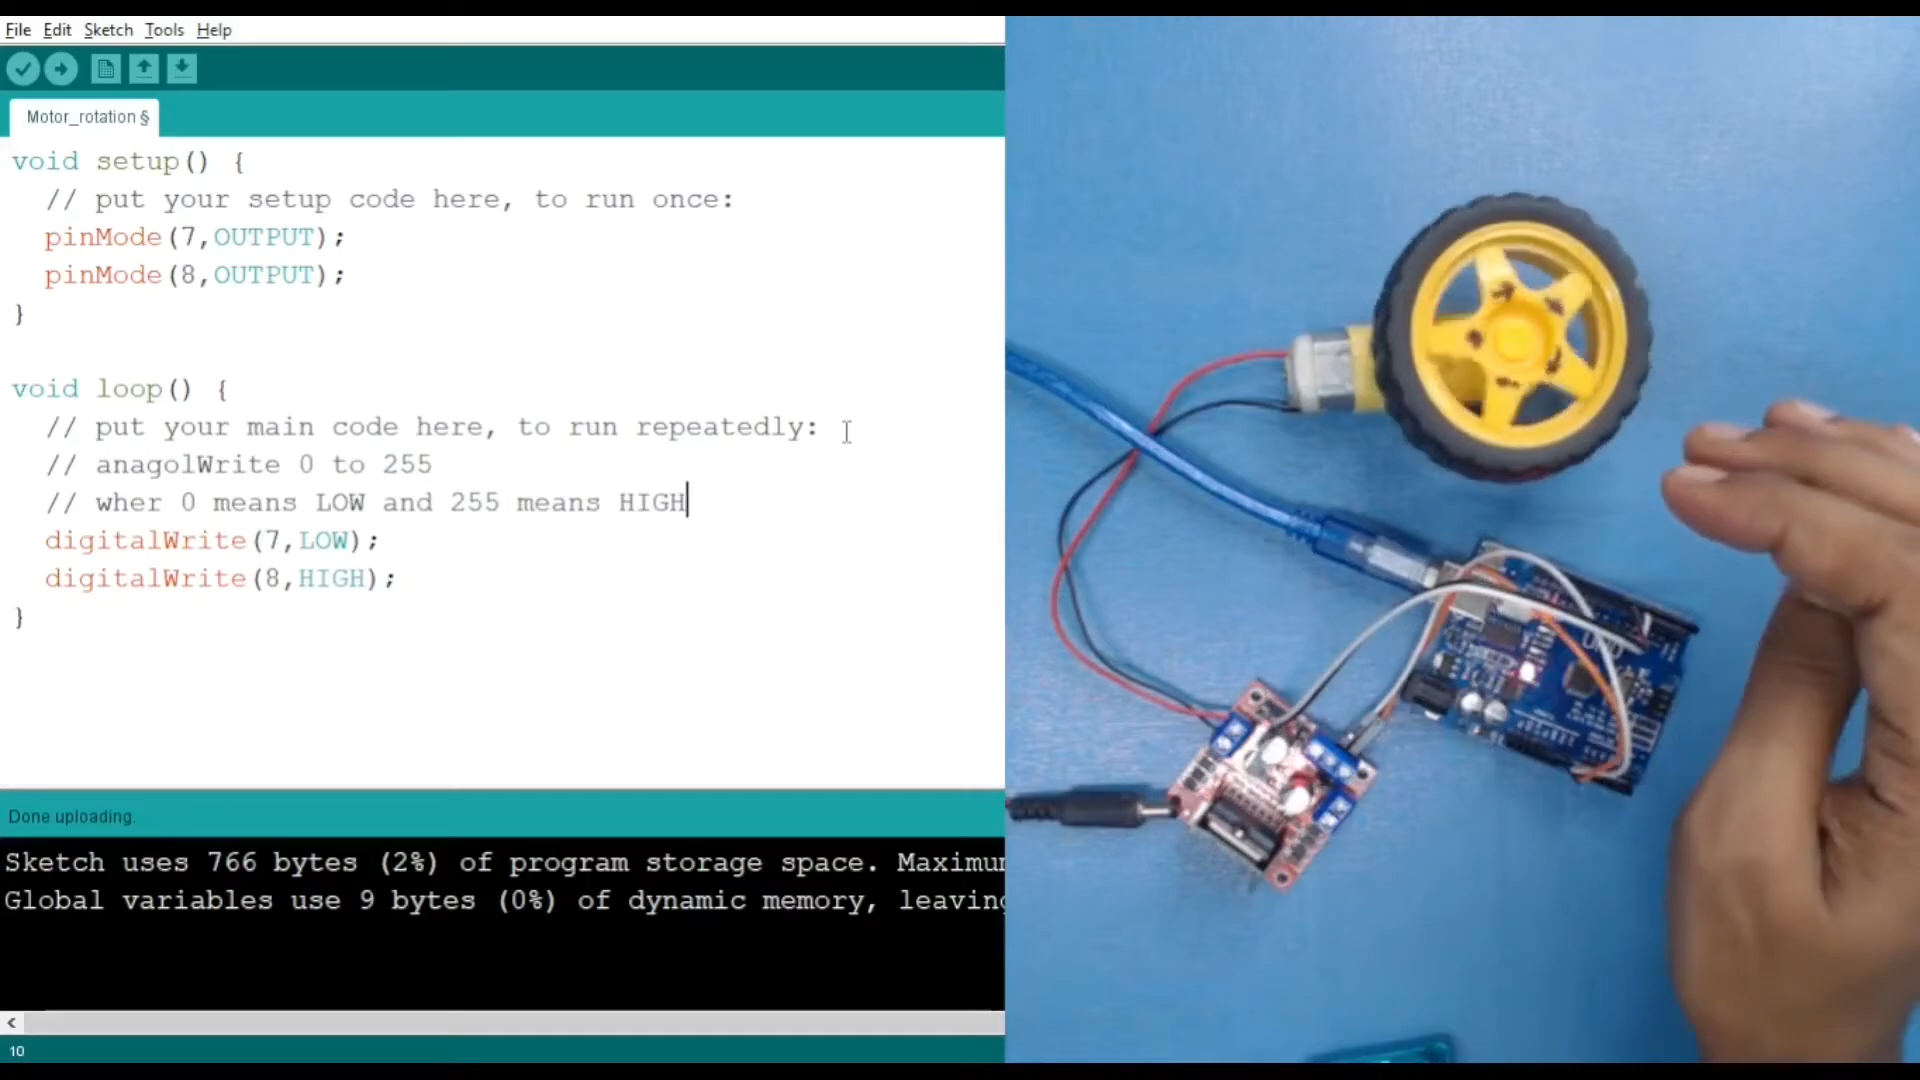 File Edit Sketch Tools Help
Motor_rotation §
void setup() {
// put your setup code here, to run once:
pinMode(7,OUTPUT);
pinMode(8,OUTPUT);
}
void loop() {
// put your main code here, to run repeatedly:
// anagolWrite 0 to 255
// wher 0 means LOW and 255 means HIGH
digitalWrite(7,LOW);
digitalWrite(8,HIGH);
}
Done uploading.
Sketch uses 766 bytes (2%) of program storage space. Maximum
Global variables use 9 bytes (0%) of dynamic memory, leaving
10